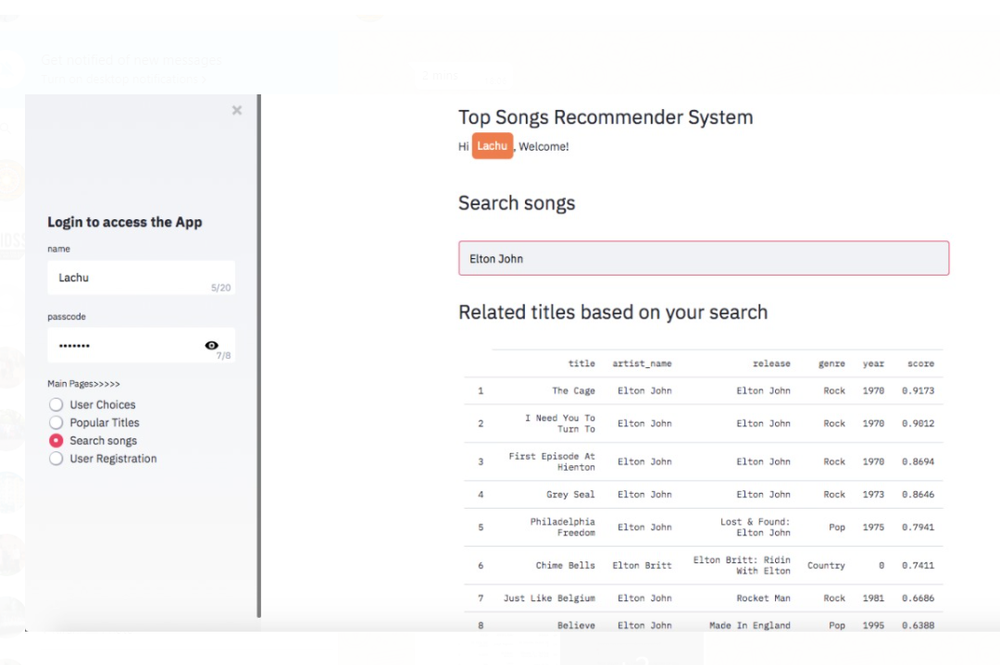 ×
Login to access the App
name
Lachu
5/20
passcode
•••••••
7/8
Main Pages>>>>>
User Choices
Popular Titles
Search songs
User Registration
Top Songs Recommender System
Hi Lachu, Welcome!
Search songs
Elton John
Related titles based on your search
title artist_name release genre year score
1 The Cage Elton John Elton John Rock 1970 0.9173
2 I Need You To Turn To Elton John Elton John Rock 1970 0.9012
3 First Episode At Hienton Elton John Elton John Rock 1970 0.8694
4 Grey Seal Elton John Elton John Rock 1973 0.8646
5 Philadelphia Freedom Elton John Lost & Found: Elton John Pop 1975 0.7941
6 Chime Bells Elton Britt Elton Britt: Ridin With Elton Country 0 0.7411
7 Just Like Belgium Elton John Rocket Man Rock 1981 0.6686
8 Believe Elton John Made In England Pop 1995 0.6388